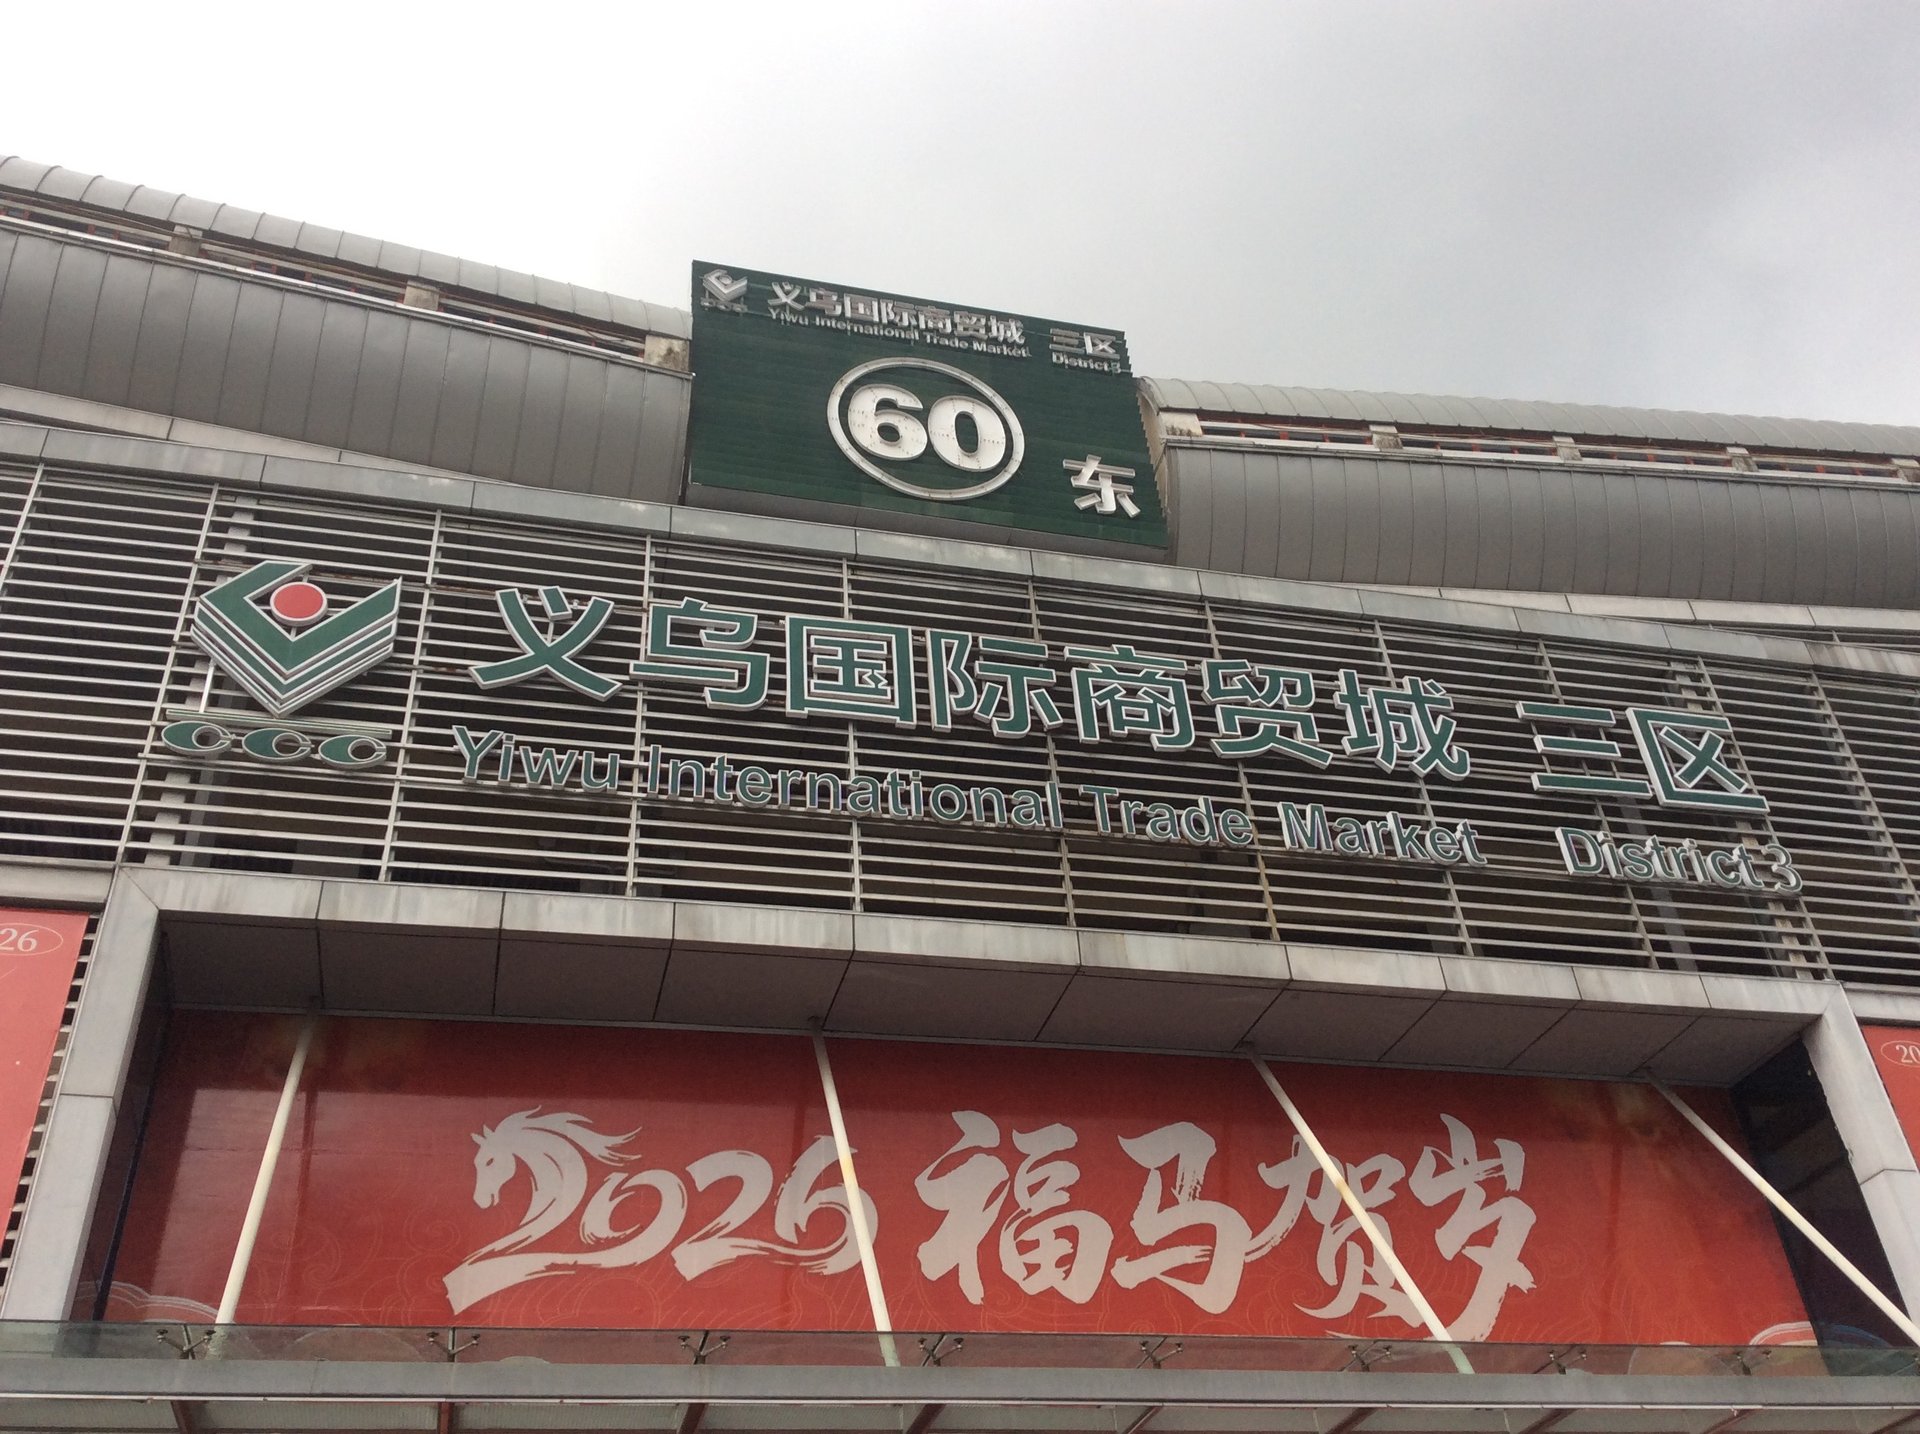 义乌国际商贸城 三区
Yiwu International Trade Market District 3
60 东
义乌国际商贸城 三区
CCC
Yiwu International Trade Market District 3
26
20
2026 福马贺岁